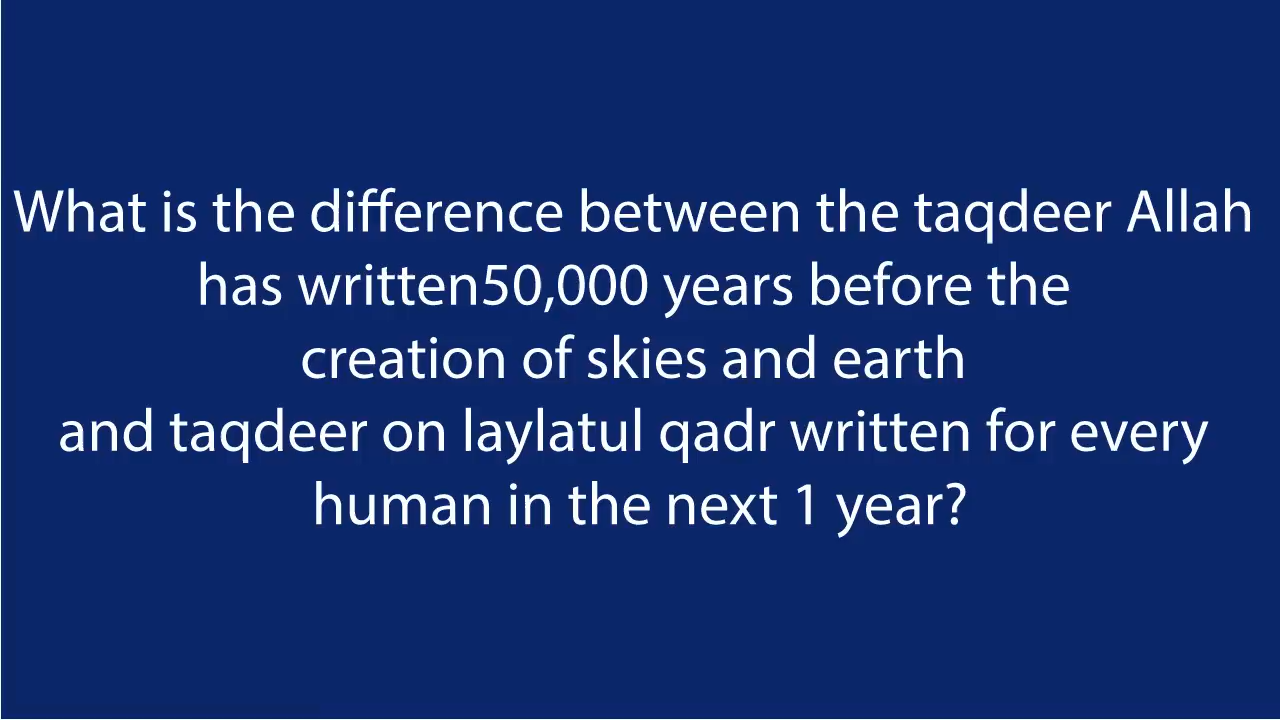 What is the difference between the taqdeer Allah
has written50,000 years before the
creation of skies and earth
and taqdeer on laylatul qadr written for every
human in the next 1 year?